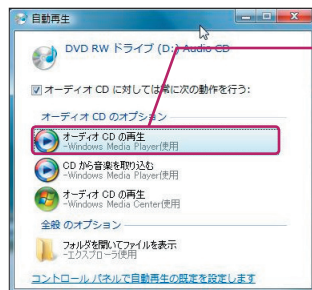 自動再生
DVD RW ドライブ (D:) Audio CD
オーディオ CD に対しては常に次の動作を行う:
オーディオ CD のオプション
オーディオ CD の再生
-Windows Media Player使用
CD から音楽を取り込む
-Windows Media Player使用
オーディオ CD の再生
-Windows Media Center使用
全般 のオプション
フォルダを開いてファイルを表示
-エクスプローラ使用
コントロール パネルで自動再生の既定を設定します